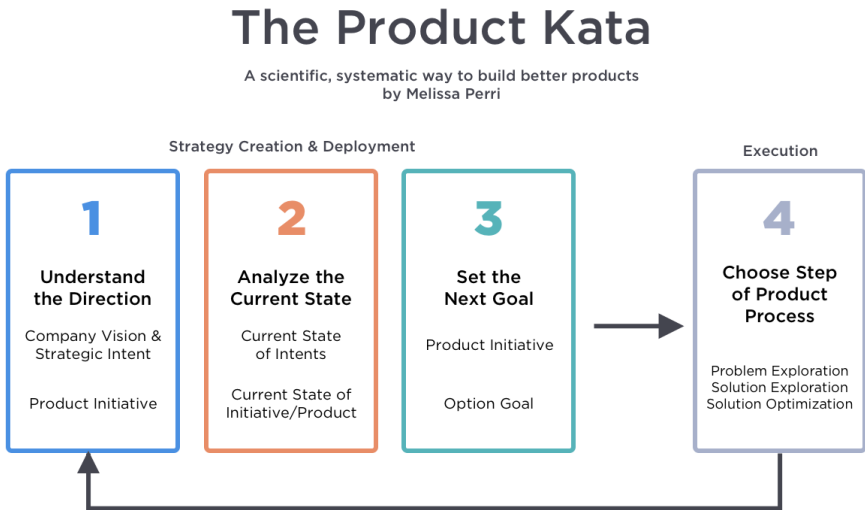 The Product Kata
A scientific, systematic way to build better products
by Melissa Perri
Strategy Creation & Deployment
Execution
1
Understand
the Direction
Company Vision &
Strategic Intent
Product Initiative
2
Analyze the
Current State
Current State
of Intents
Current State of
Initiative/Product
3
Set the
Next Goal
Product Initiative
Option Goal
4
Choose Step
of Product
Process
Problem Exploration
Solution Exploration
Solution Optimization